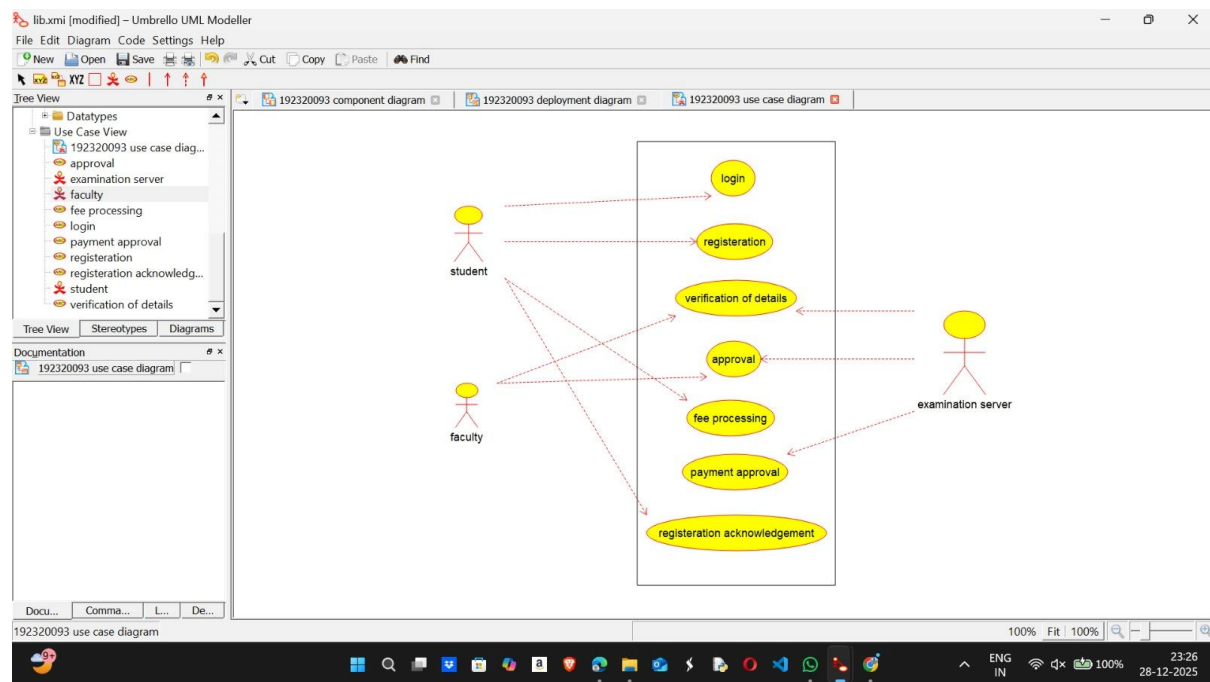 lib.xmi [modified] – Umbrello UML Modeller
File Edit Diagram Code Settings Help
New Open Save Cut Copy Paste Find
XYZ
Tree View
192320093 component diagram
192320093 deployment diagram
192320093 use case diagram
Datatypes
Use Case View
192320093 use case diag...
approval
examination server
faculty
fee processing
login
payment approval
registeration
registeration acknowledg...
student
verification of details
Tree View Stereotypes Diagrams
Documentation
192320093 use case diagram
login
registeration
student
verification of details
approval
examination server
fee processing
faculty
payment approval
registeration acknowledgement
Docu... Comma... L... De...
192320093 use case diagram
100% Fit 100%
9+
a
ENG
IN
100%
23:26
28-12-2025